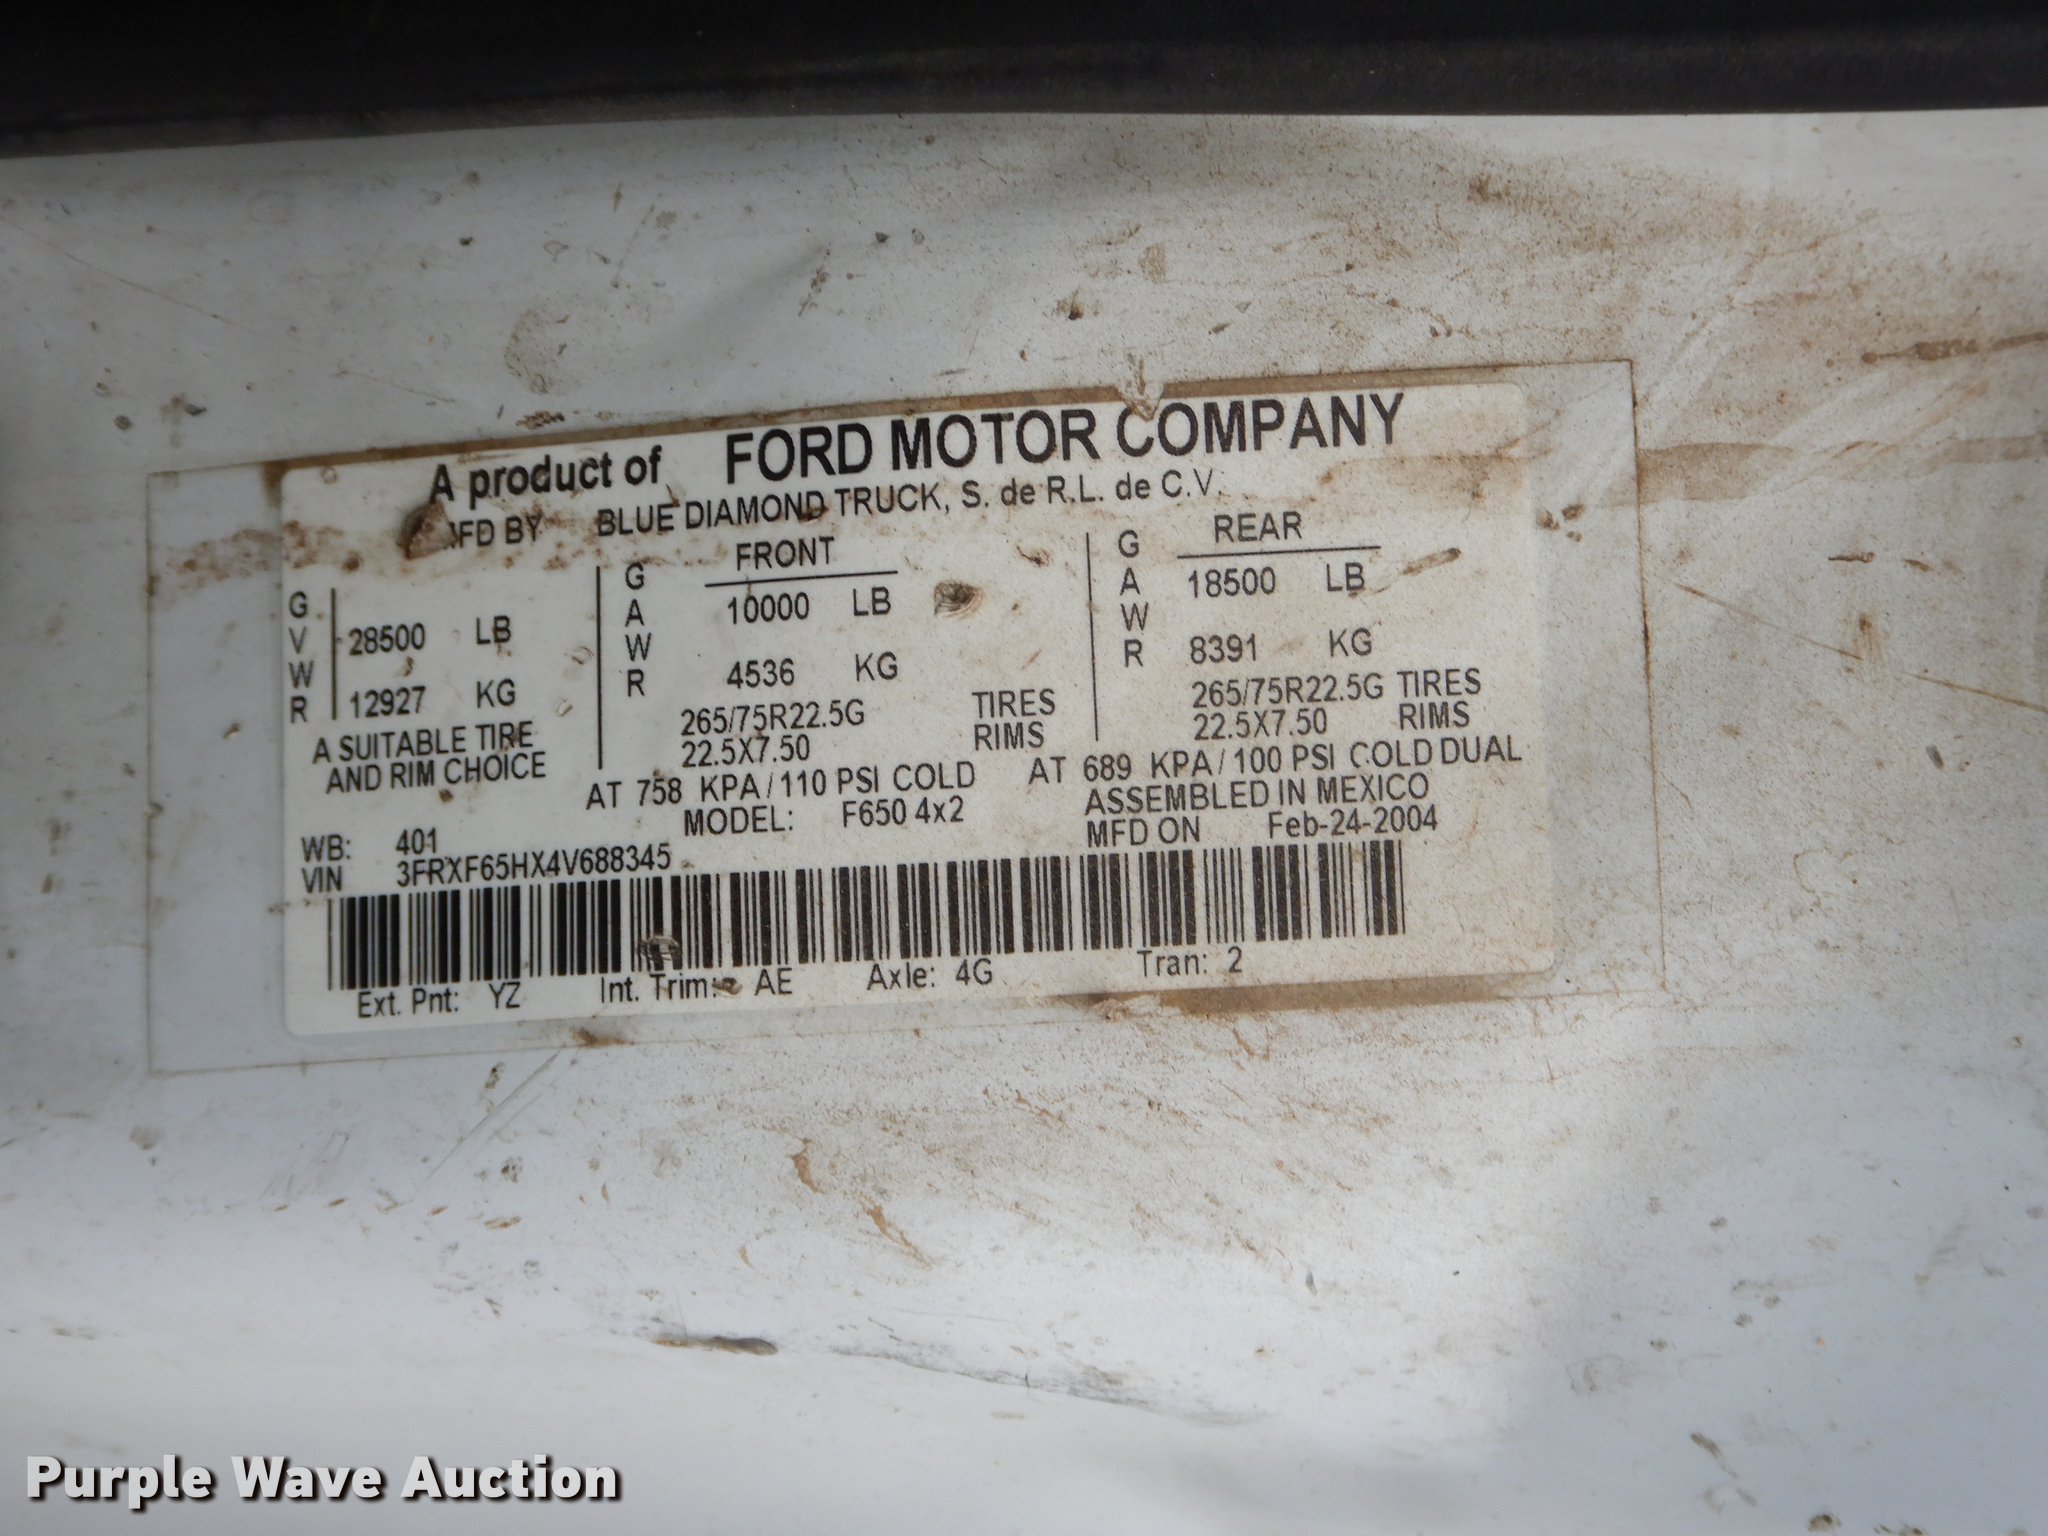 A product of FORD MOTOR COMPANY
MFD BY BLUE DIAMOND TRUCK, S. de R.L. de C.V.
GVWR 28500 LB
12927 KG
A SUITABLE TIRE
AND RIM CHOICE
FRONT
GAWR 10000 LB
4536 KG
265/75R22.5G TIRES
22.5X7.50 RIMS
AT 758 KPA/110 PSI COLD
REAR
GAWR 18500 LB
8391 KG
265/75R22.5G TIRES
22.5X7.50 RIMS
AT 689 KPA/100 PSI COLD DUAL
MODEL: F650 4x2
ASSEMBLED IN MEXICO
MFD ON Feb-24-2004
WB: 401
VIN 3FRXF65HX4V688345
Ext. Pnt: YZ Int. Trim: AE Axle: 4G Tran: 2
Purple Wave Auction